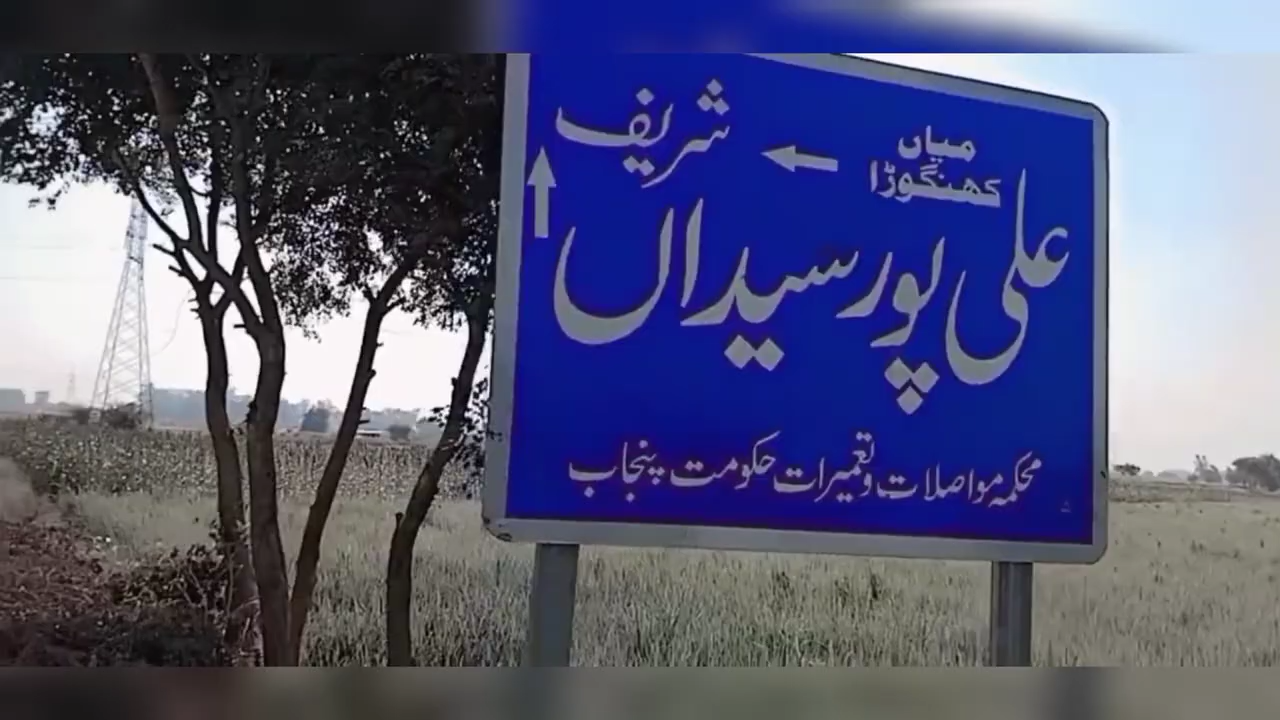 میاں
کھنگوڑا
علی پور سیداں
شریف
محکمہ مواصلات و تعمیرات حکومت پنجاب